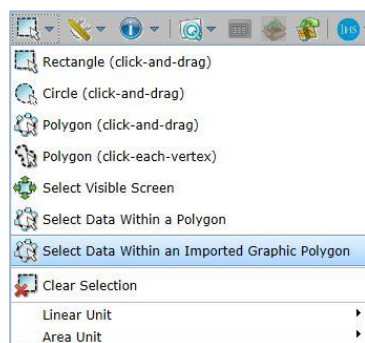 IHS
Rectangle (click-and-drag)
Circle (click-and-drag)
Polygon (click-and-drag)
Polygon (click-each-vertex)
Select Visible Screen
Select Data Within a Polygon
Select Data Within an Imported Graphic Polygon
Clear Selection
Linear Unit
Area Unit